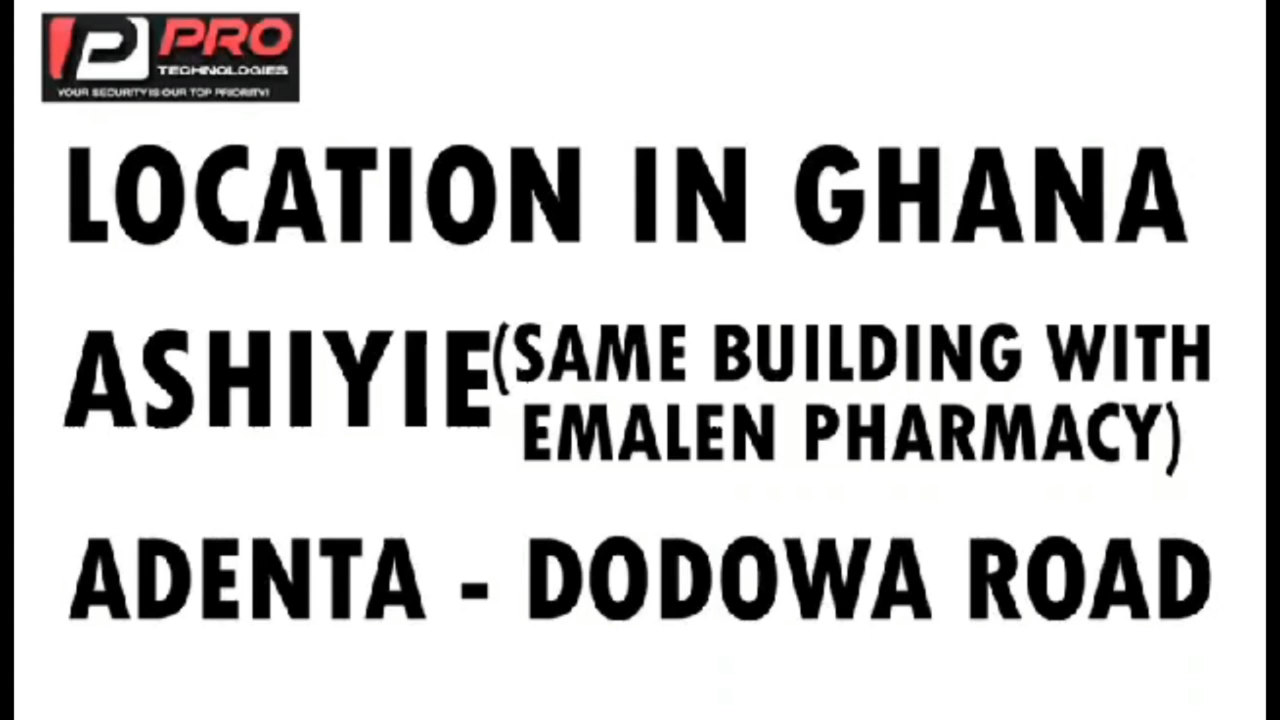 PRO
TECHNOLOGIES
YOUR SECURITY IS OUR TOP PRIORITY!
LOCATION IN GHANA
ASHIYIE (SAME BUILDING WITH
EMALEN PHARMACY)
ADENTA - DODOWA ROAD